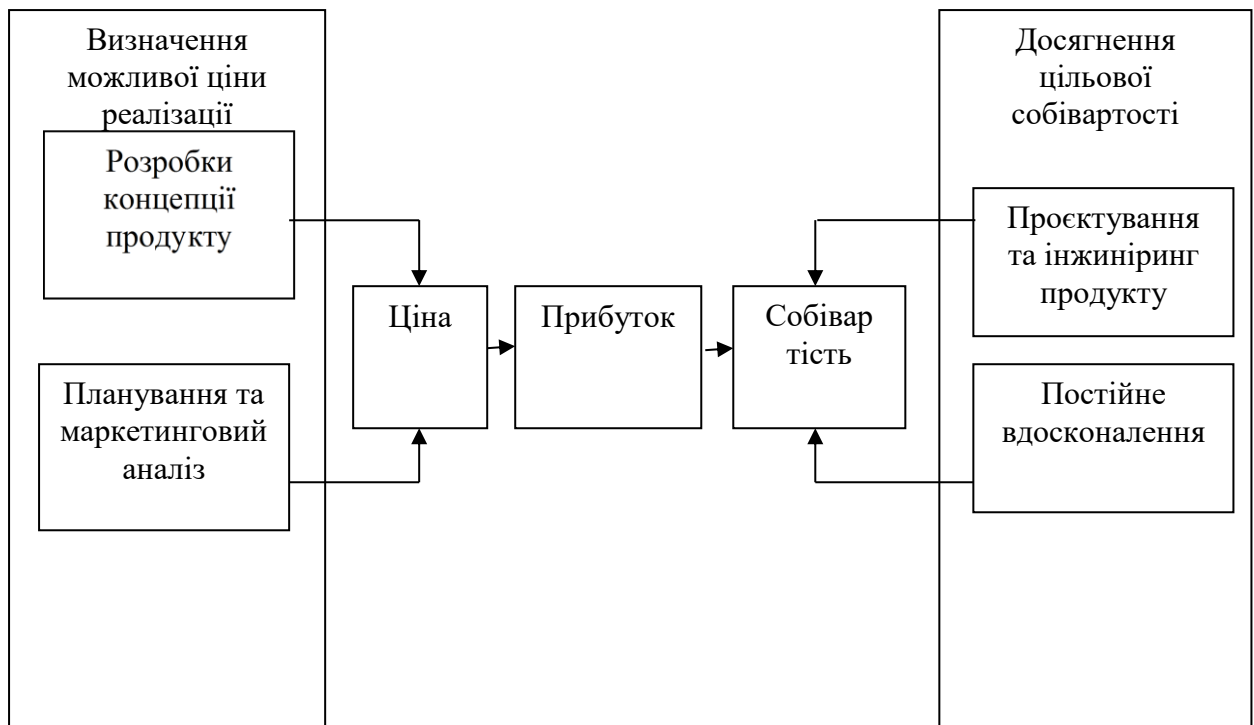 Визначення
можливої ціни
реалізації
Розробки
концепції
продукту
Планування та
маркетинговий
аналіз
Ціна
Прибуток
Собівар
тість
Досягнення
цільової
собівартості
Проєктування
та інжиніринг
продукту
Постійне
вдосконалення